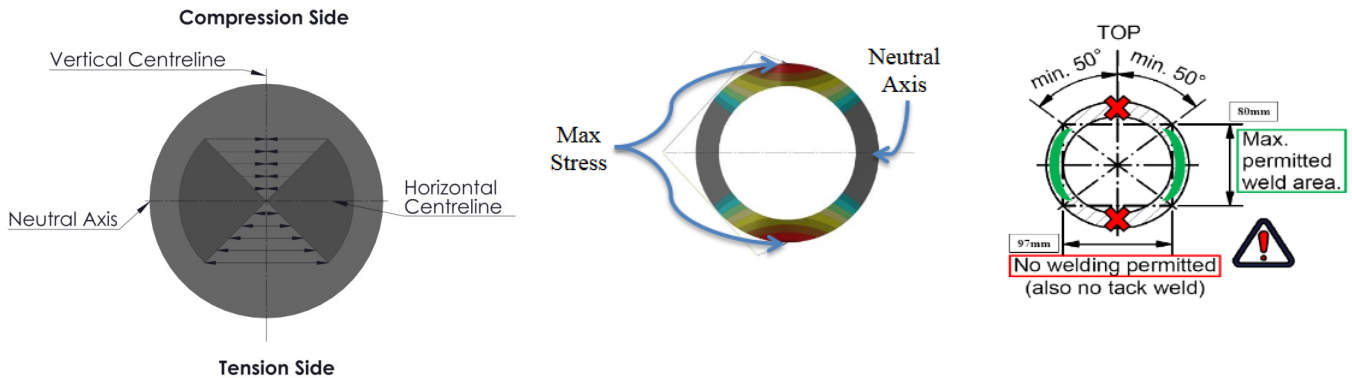 Compression Side
Vertical Centreline
Neutral Axis
Horizontal
Centreline
Tension Side
Max
Stress
Neutral
Axis
TOP
min. 50°
min. 50°
80mm
Max.
permitted
weld area.
97mm
No welding permitted
(also no tack weld)